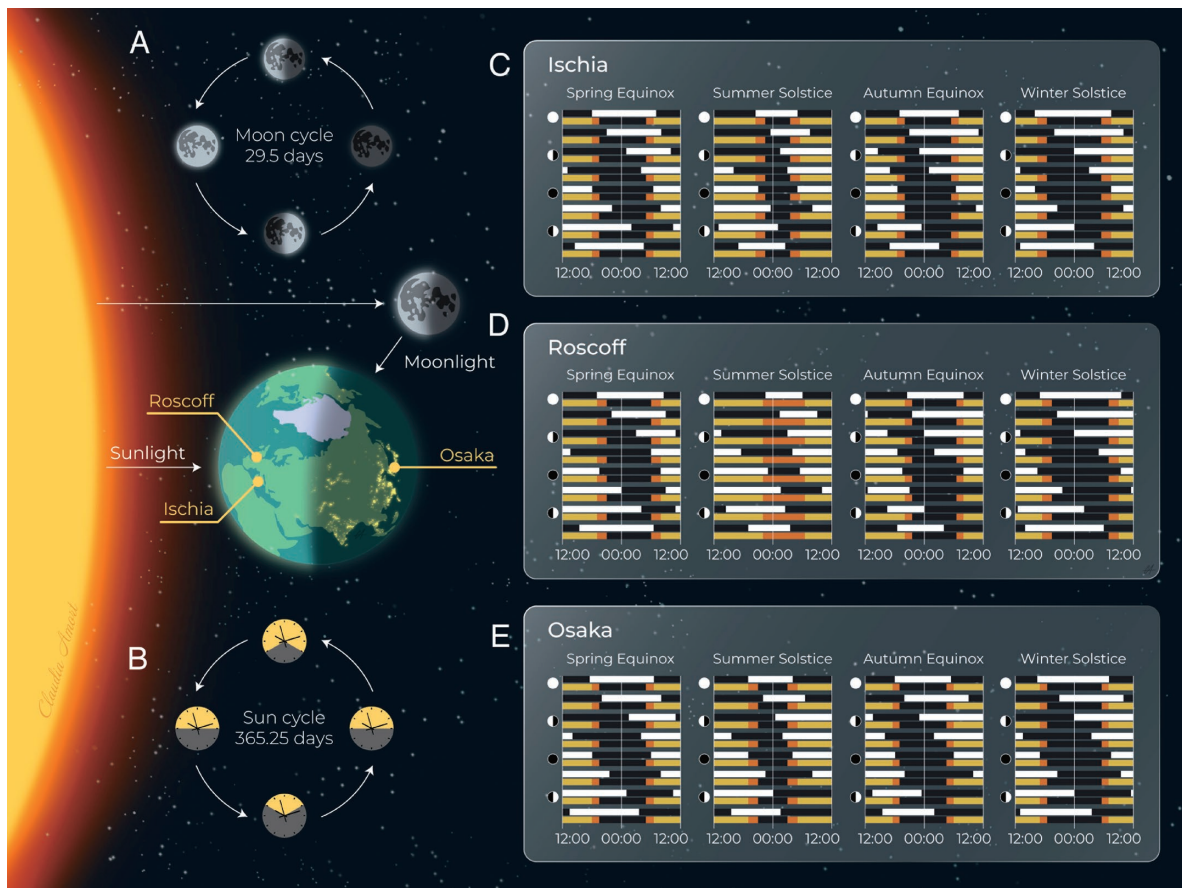 A
Moon cycle
29.5 days
Moonlight
Roscoff
Sunlight
Osaka
Ischia
B
Sun cycle
365.25 days
Claudia Amort
C
Ischia
Spring Equinox
Summer Solstice
Autumn Equinox
Winter Solstice
12:00 00:00 12:00
12:00 00:00 12:00
12:00 00:00 12:00
12:00 00:00 12:00
D
Roscoff
Spring Equinox
Summer Solstice
Autumn Equinox
Winter Solstice
12:00 00:00 12:00
12:00 00:00 12:00
12:00 00:00 12:00
12:00 00:00 12:00
E
Osaka
Spring Equinox
Summer Solstice
Autumn Equinox
Winter Solstice
12:00 00:00 12:00
12:00 00:00 12:00
12:00 00:00 12:00
12:00 00:00 12:00